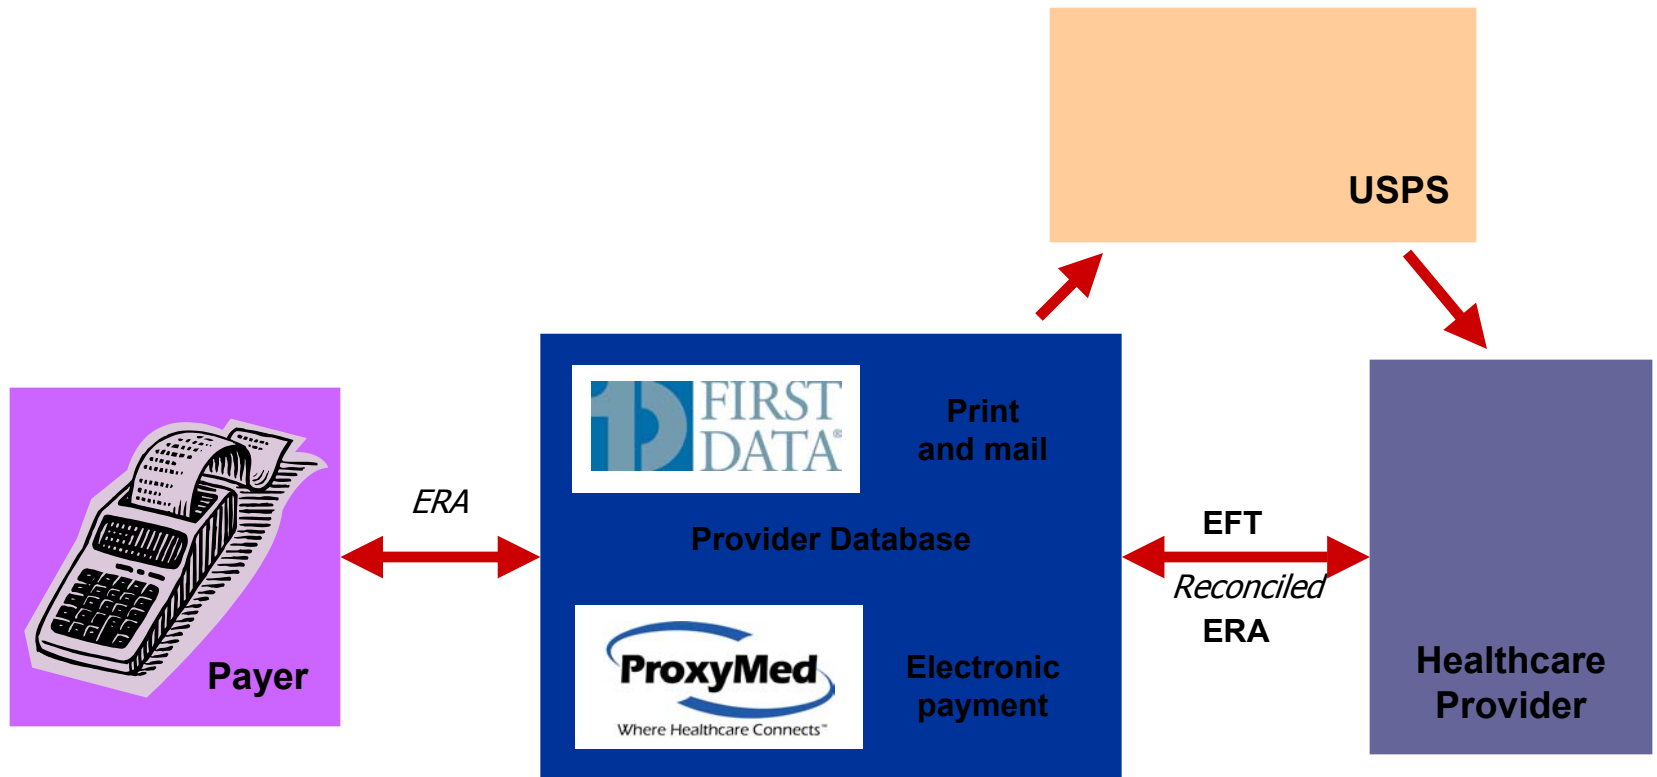 USPS
FIRST
DATA®
Print
and mail
ERA
Provider Database
EFT
Reconciled
ERA
ProxyMed
Where Healthcare Connects™
Electronic
payment
Payer
Healthcare
Provider